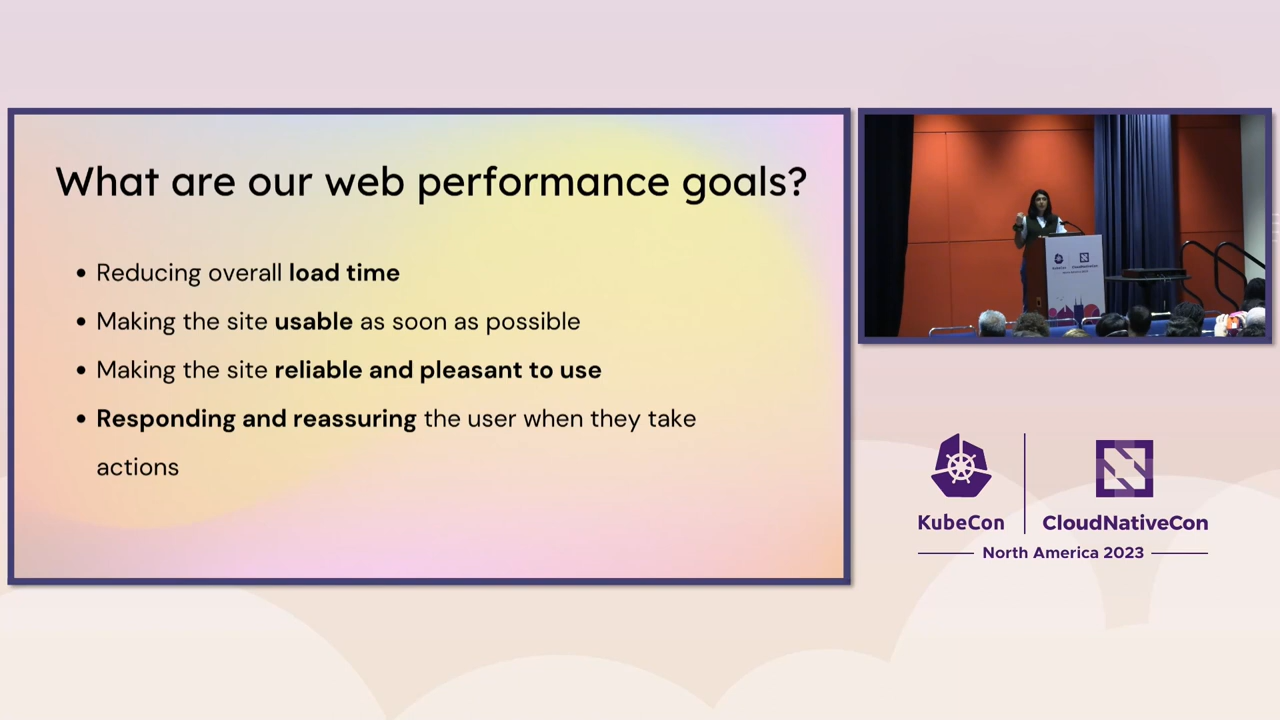 What are our web performance goals?
Reducing overall load time
Making the site usable as soon as possible
Making the site reliable and pleasant to use
Responding and reassuring the user when they take
actions
KubeCon
CloudNativeCon
North America 2023